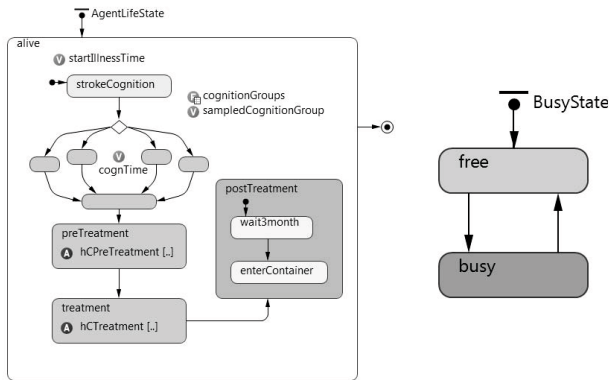 AgentLifeState
alive
startIllnessTime
strokeCognition
cognitionGroups
sampledCognitionGroup
cognTime
preTreatment
hCPreTreatment [..]
treatment
hCTreatment [..]
postTreatment
wait3month
enterContainer
BusyState
free
busy